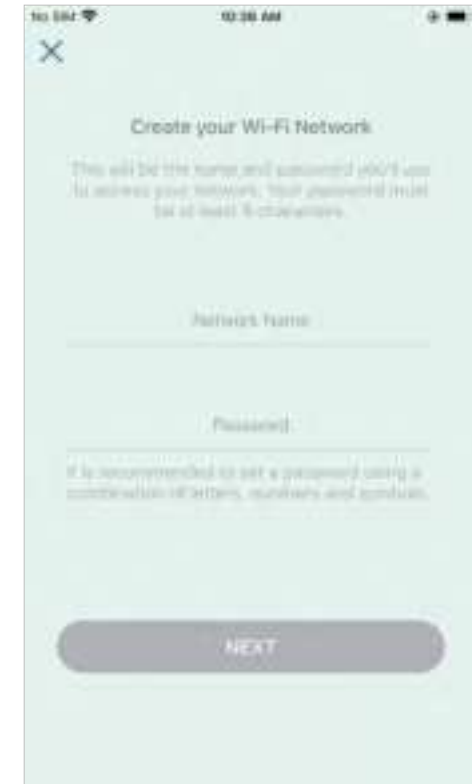 No SIM 10:38 AM
Create your Wi-Fi Network
This will be the name and password you'll use
to access your network. Your password must
be at least 8 characters.
Network Name
Password
It is recommended to set a password using a
combination of letters, numbers and symbols.
NEXT